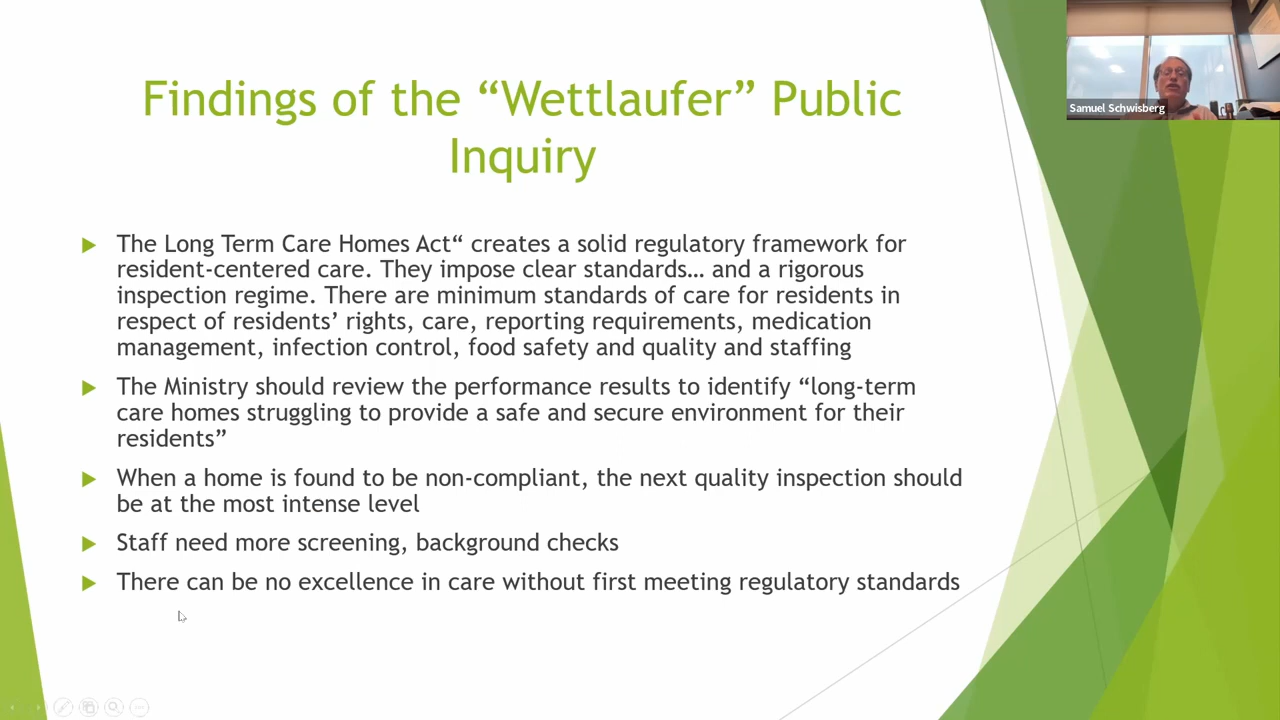 Findings of the “Wettlaufer” Public
Inquiry
The Long Term Care Homes Act“ creates a solid regulatory framework for
resident-centered care. They impose clear standards… and a rigorous
inspection regime. There are minimum standards of care for residents in
respect of residents’ rights, care, reporting requirements, medication
management, infection control, food safety and quality and staffing
The Ministry should review the performance results to identify “long-term
care homes struggling to provide a safe and secure environment for their
residents”
When a home is found to be non-compliant, the next quality inspection should
be at the most intense level
Staff need more screening, background checks
There can be no excellence in care without first meeting regulatory standards
Samuel Schwisberg